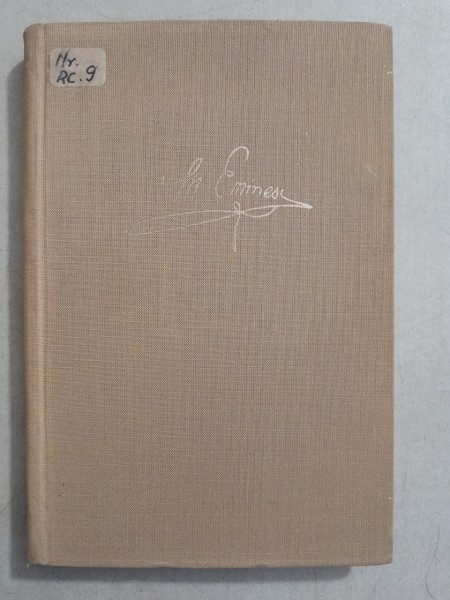 Nr.
RC. 9
M Eminescu